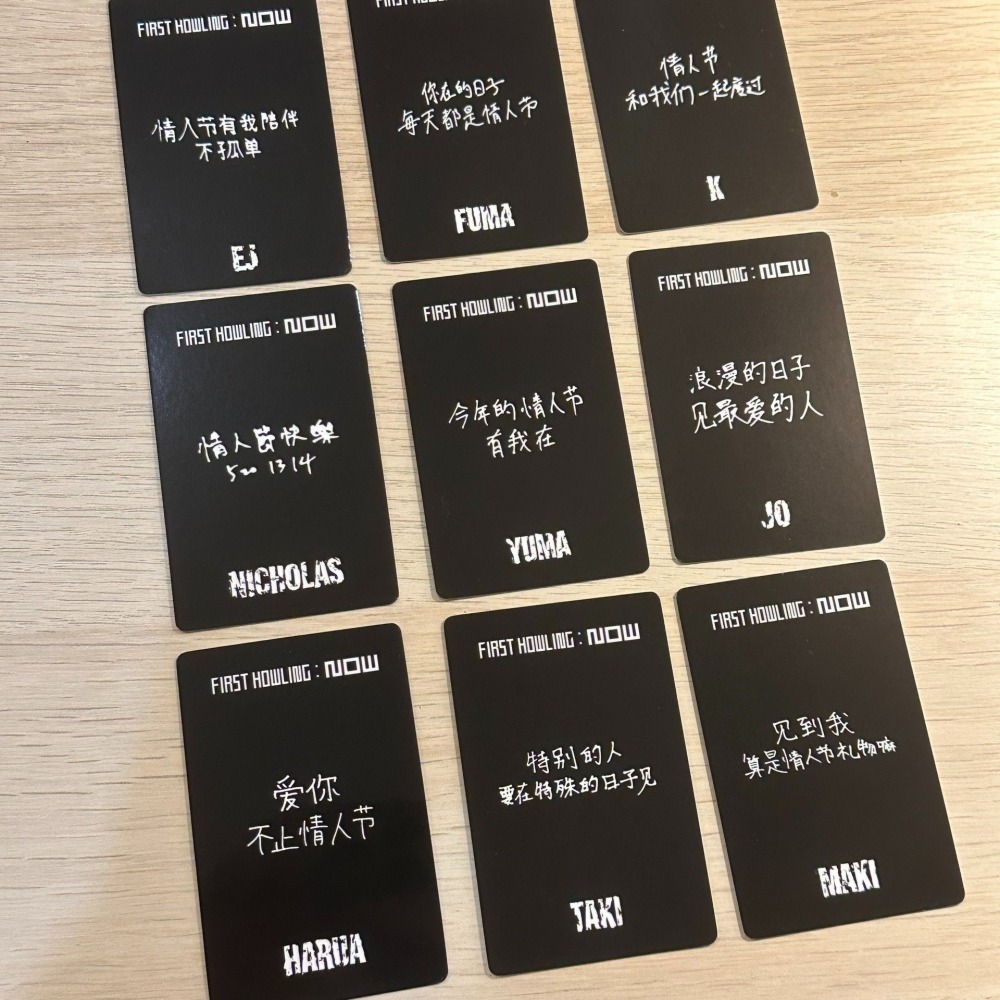 FIRST HOWLING : NOW
情人节有我陪伴
不孤单
EJ
FIRST HOWLING
你在的日子
每天都是情人节
FUMA
情人节
和我们一起度过
K
FIRST HOWLING : NOW
情人节快樂
520 1314
NICHOLAS
FIRST HOWLING : NOW
今年的情人节
有我在
YUMA
FIRST HOWLING : NOW
浪漫的日子
见最爱的人
JO
FIRST HOWLING : NOW
爱你
不止情人节
HARUA
FIRST HOWLING : NOW
特别的人
要在特殊的日子见
TAKI
FIRST HOWLING : NOW
见到我
算是情人节礼物嘛
MAKI